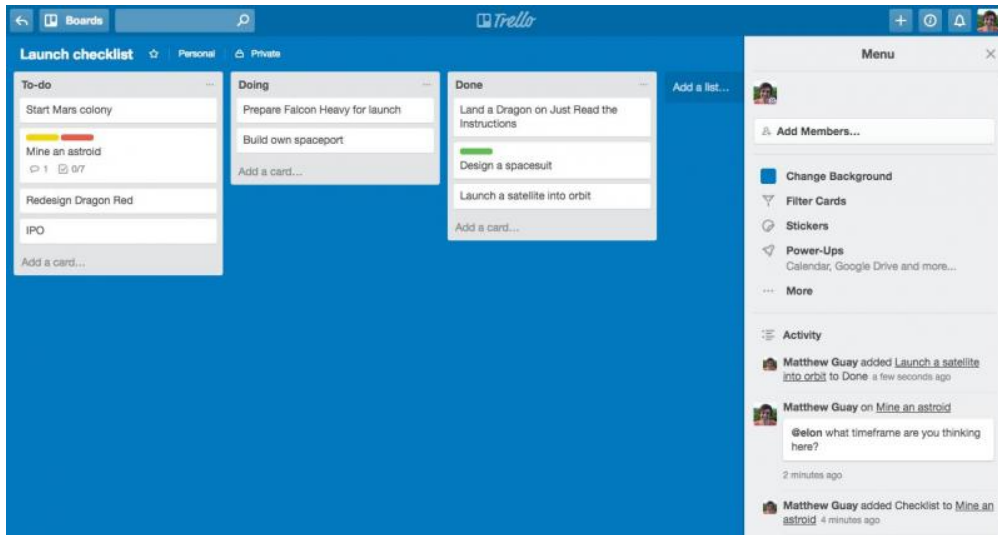 Boards
Trello
Launch checklist
Personal
Private
To-do
Start Mars colony
Mine an astroid
1
0/7
Redesign Dragon Red
IPO
Add a card...
Doing
Prepare Falcon Heavy for launch
Build own spaceport
Add a card...
Done
Land a Dragon on Just Read the
Instructions
Design a spacesuit
Launch a satellite into orbit
Add a card...
Add a list...
Menu
Add Members...
Change Background
Filter Cards
Stickers
Power-Ups
Calendar, Google Drive and more...
More
Activity
Matthew Guay added Launch a satellite
into orbit to Done a few seconds ago
Matthew Guay on Mine an astroid
@elon what timeframe are you thinking
here?
2 minutes ago
Matthew Guay added Checklist to Mine an
astroid 4 minutes ago